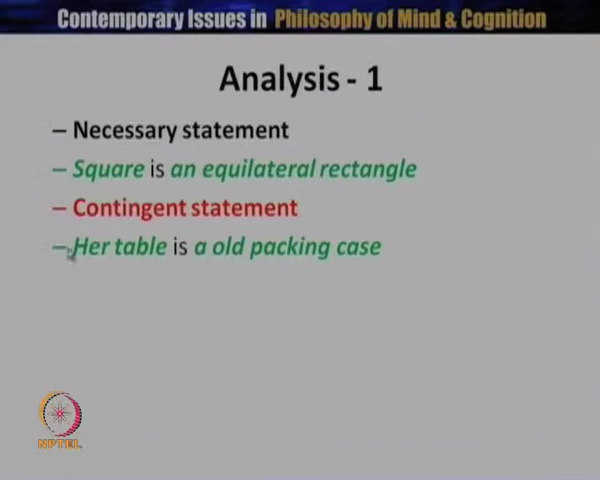 Contemporary Issues in Philosophy of Mind & Cognition
Analysis - 1
– Necessary statement
– Square is an equilateral rectangle
– Contingent statement
– Her table is a old packing case
NPTEL